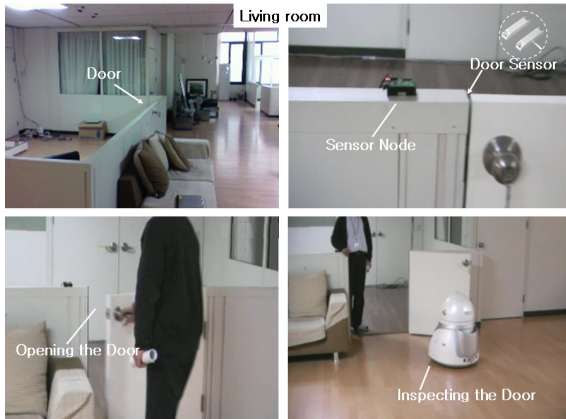 Living room
Door
Door Sensor
Sensor Node
Opening the Door
Inspecting the Door